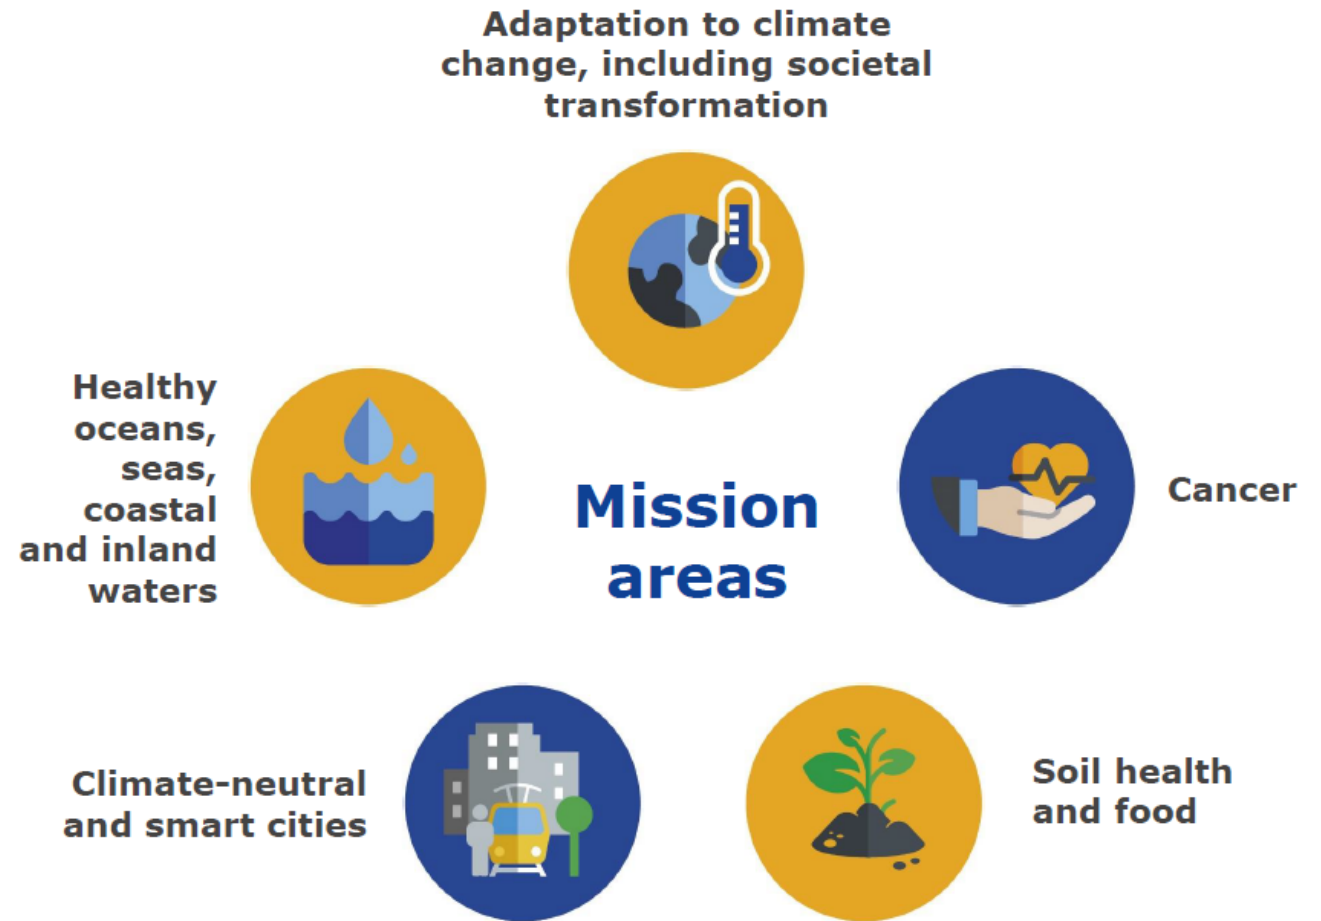 Adaptation to climate
change, including societal
transformation
Healthy
oceans,
seas,
coastal
and inland
waters
Mission
areas
Cancer
Climate-neutral
and smart cities
Soil health
and food